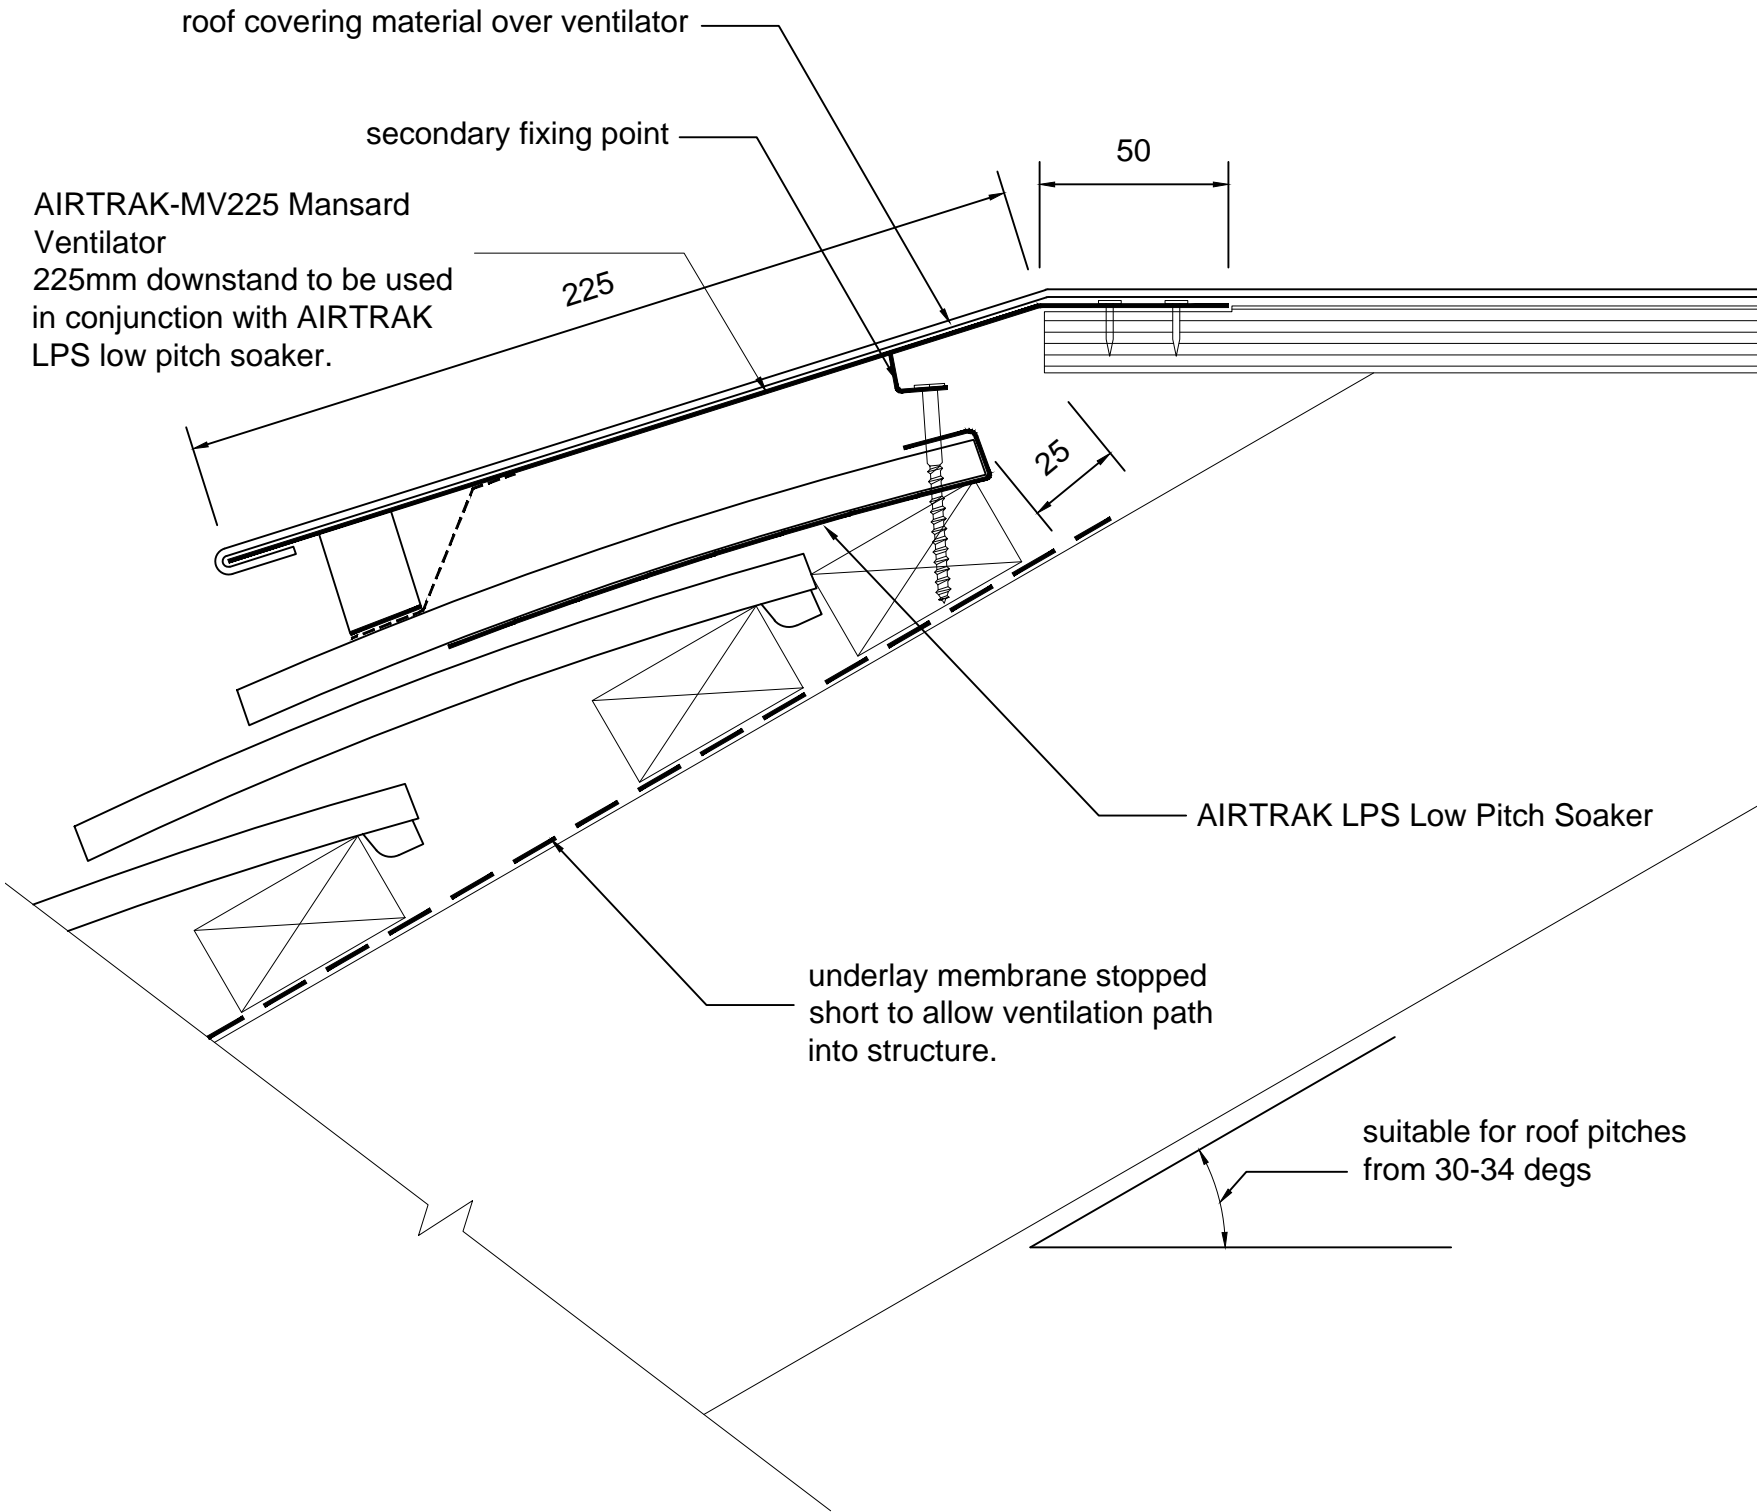 roof covering material over ventilator
secondary fixing point
50
AIRTRAK-MV225 Mansard
Ventilator
225mm downstand to be used
in conjunction with AIRTRAK
LPS low pitch soaker.
225
25
AIRTRAK LPS Low Pitch Soaker
underlay membrane stopped
short to allow ventilation path
into structure.
suitable for roof pitches
from 30-34 degs